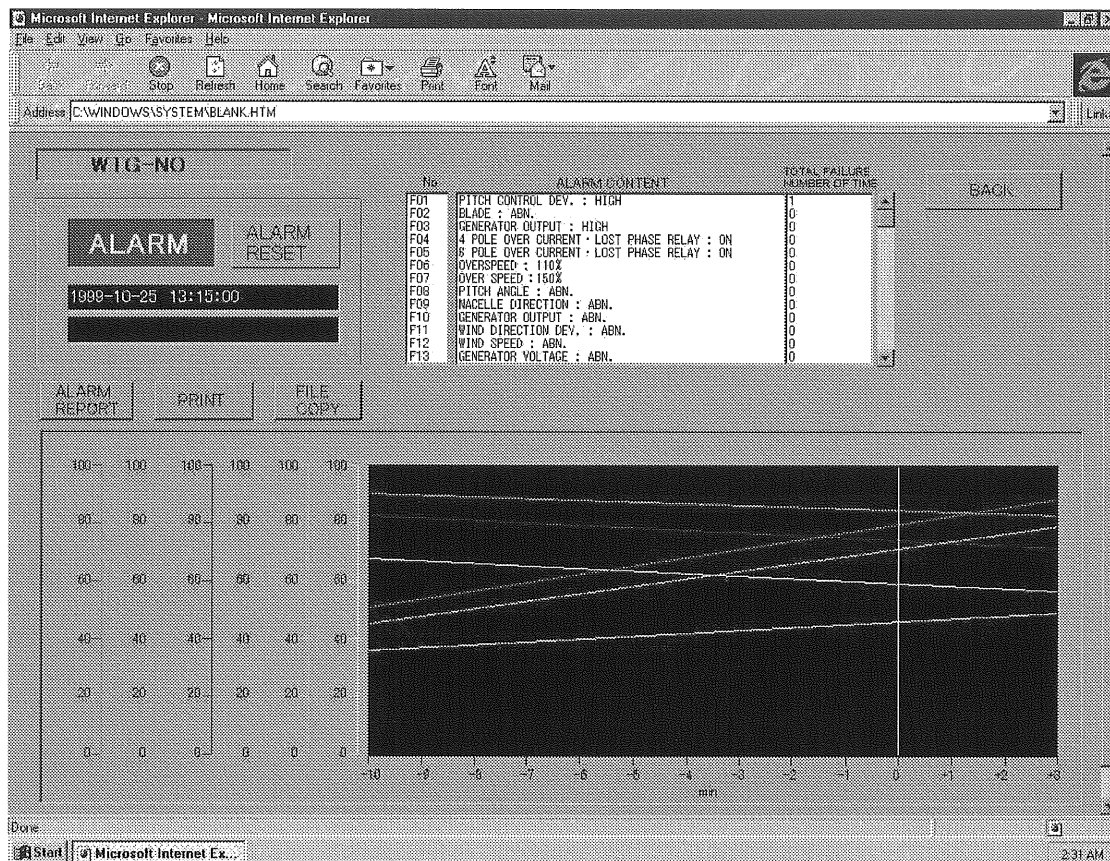 Microsoft Internet Explorer - Microsoft Internet Explorer
File Edit View Go Favorites Help
Stop Refresh Home Search Favorites Print Font Mail
Address C:\WINDOWS\SYSTEM\BLANK.HTM Links
WTG-NO
ALARM
ALARM RESET
1999-10-25 13:15:00
No ALARM CONTENT TOTAL FAILURE NUMBER OF TIME
F01 PITCH CONTROL DEV. : HIGH 1
F02 BLADE : ABN. 0
F03 GENERATOR OUTPUT : HIGH 0
F04 4 POLE OVER CURRENT · LOST PHASE RELAY : ON 0
F05 8 POLE OVER CURRENT · LOST PHASE RELAY : ON 0
F06 OVERSPEED : 110% 0
F07 OVER SPEED : 150% 0
F08 PITCH ANGLE : ABN. 0
F09 NACELLE DIRECTION : ABN. 0
F10 GENERATOR OUTPUT : ABN. 0
F11 WIND DIRECTION DEV. : ABN. 0
F12 WIND SPEED : ABN. 0
F13 GENERATOR VOLTAGE : ABN. 0
BACK
ALARM REPORT
PRINT
FILE COPY
100 100 100 100 100 100
80 80 80 80 80 80
60 60 60 60 60 60
40 40 40 40 40 40
20 20 20 20 20 20
0 0 0 0 0 0
-10 -9 -8 -7 -6 -5 -4 -3 -2 -1 0 +1 +2 +3
min
Done
Start Microsoft Internet Ex... 2:31 AM